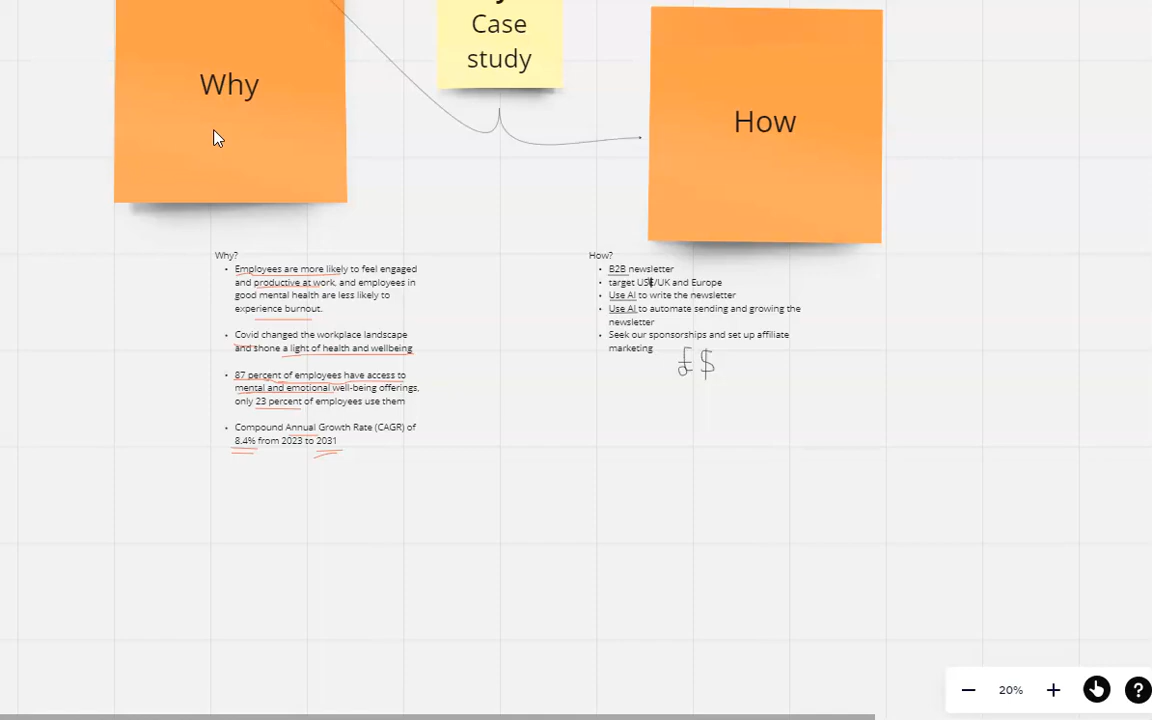 Case
study
Why
How
Why?
• Employees are more likely to feel engaged
and productive at work, and employees in
good mental health are less likely to
experience burnout.
• Covid changed the workplace landscape
and shone a light of health and wellbeing
• 87 percent of employees have access to
mental and emotional well-being offerings,
only 23 percent of employees use them
• Compound Annual Growth Rate (CAGR) of
8.4% from 2023 to 2031
How?
• B2B newsletter
• target /UK and Europe
• Use AI to write the newsletter
• Use AI to automate sending and growing the
newsletter
• Seek our sponsorships and set up affiliate
marketing
£$
20%
?